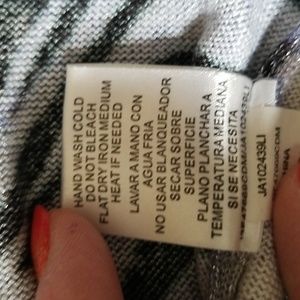 HAND WASH COLD
DO NOT BLEACH
FLAT DRY IRON MEDIUM
HEAT IF NEEDED
LAVAR A MANO CON
AGUA FRIA
NO USAR BLANQUEADOR
SECAR SOBRE
SUPERFICIE
PLANO PLANCHAR A
TEMPERATURA MEDIANA
SI SE NECESITA
JA102439LI